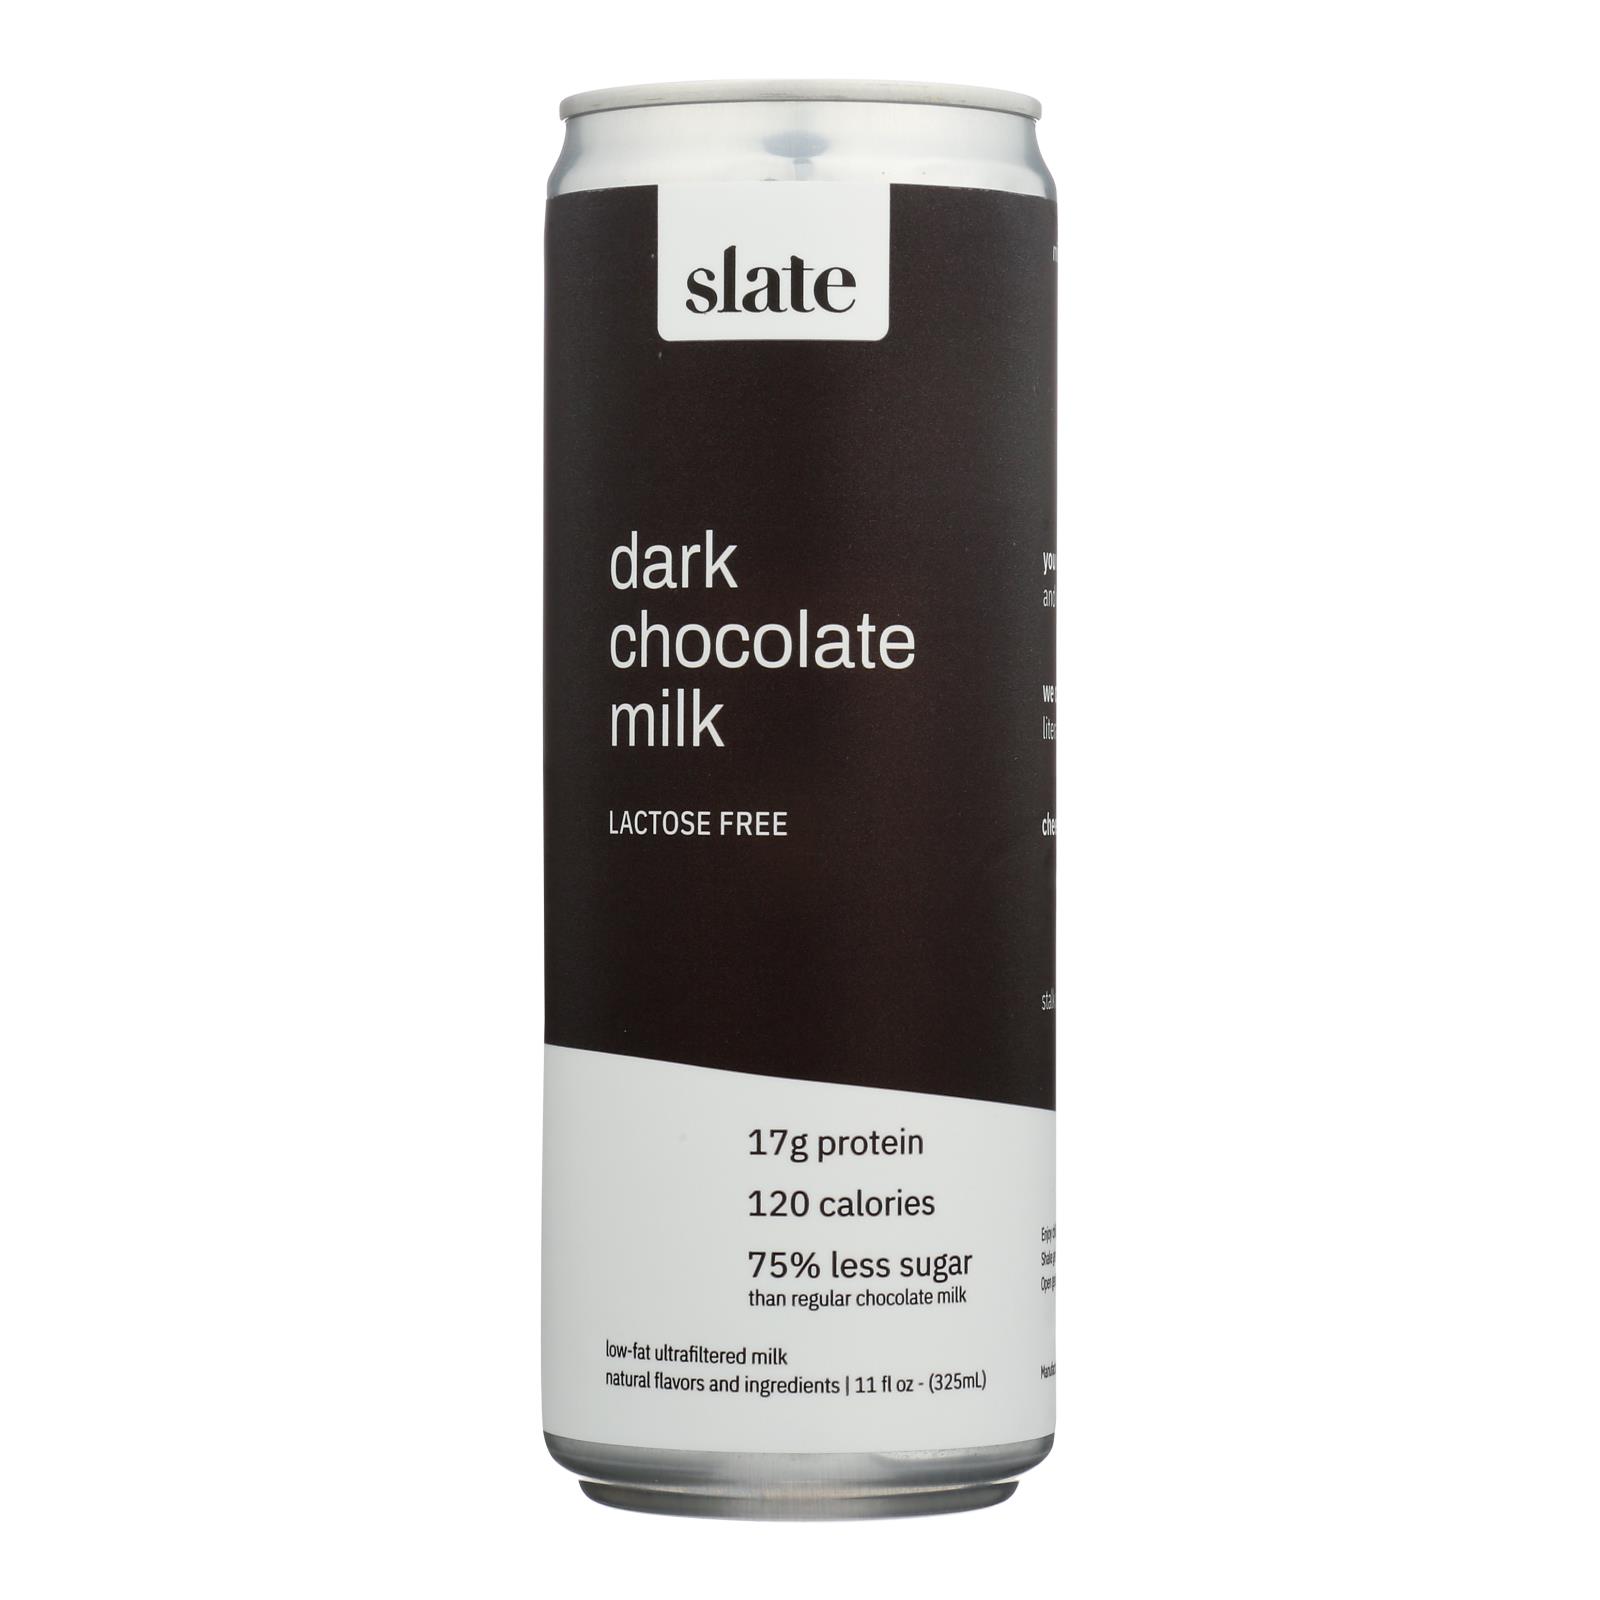 slate
dark
chocolate
milk
LACTOSE FREE
17g protein
120 calories
75% less sugar
than regular chocolate milk
low-fat ultrafiltered milk
natural flavors and ingredients | 11 fl oz - (325mL)